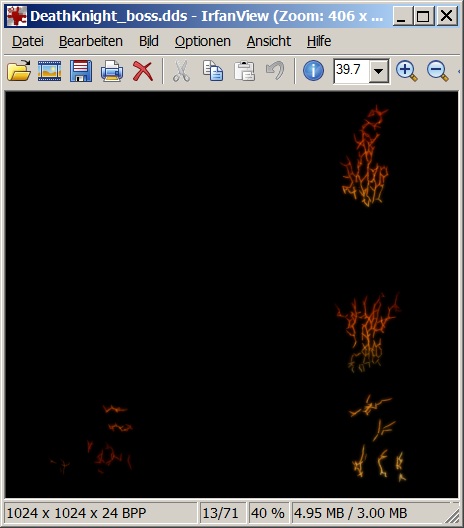 DeathKnight_boss.dds - IrfanView (Zoom: 406 x ...
Datei Bearbeiten Bild Optionen Ansicht Hilfe
39.7
1024 x 1024 x 24 BPP 13/71 40 % 4.95 MB / 3.00 MB